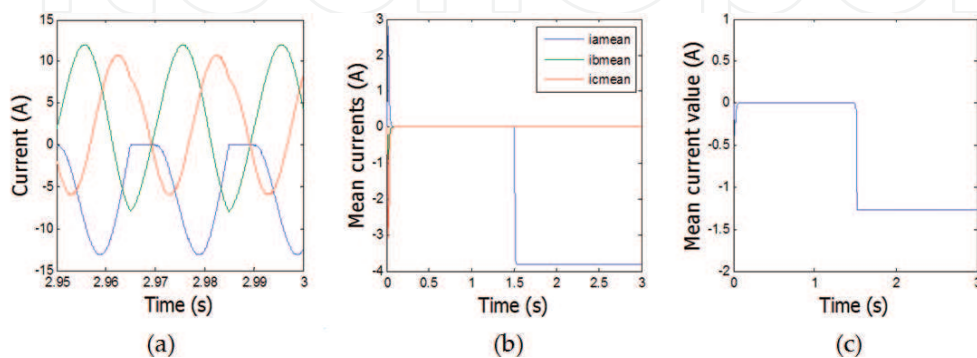 Current (A)
15
10
5
0
-5
-10
-15
2.95 2.96 2.97 2.98 2.99 3
Time (s)
(a)
Mean currents (A)
3
2
1
0
-1
-2
-3
-4
0 0.5 1 1.5 2 2.5 3
Time (s)
iamean
ibmean
icmean
(b)
Mean current value (A)
1
0.5
0
-0.5
-1
-1.5
-2
0 1 2 3
Time (s)
(c)